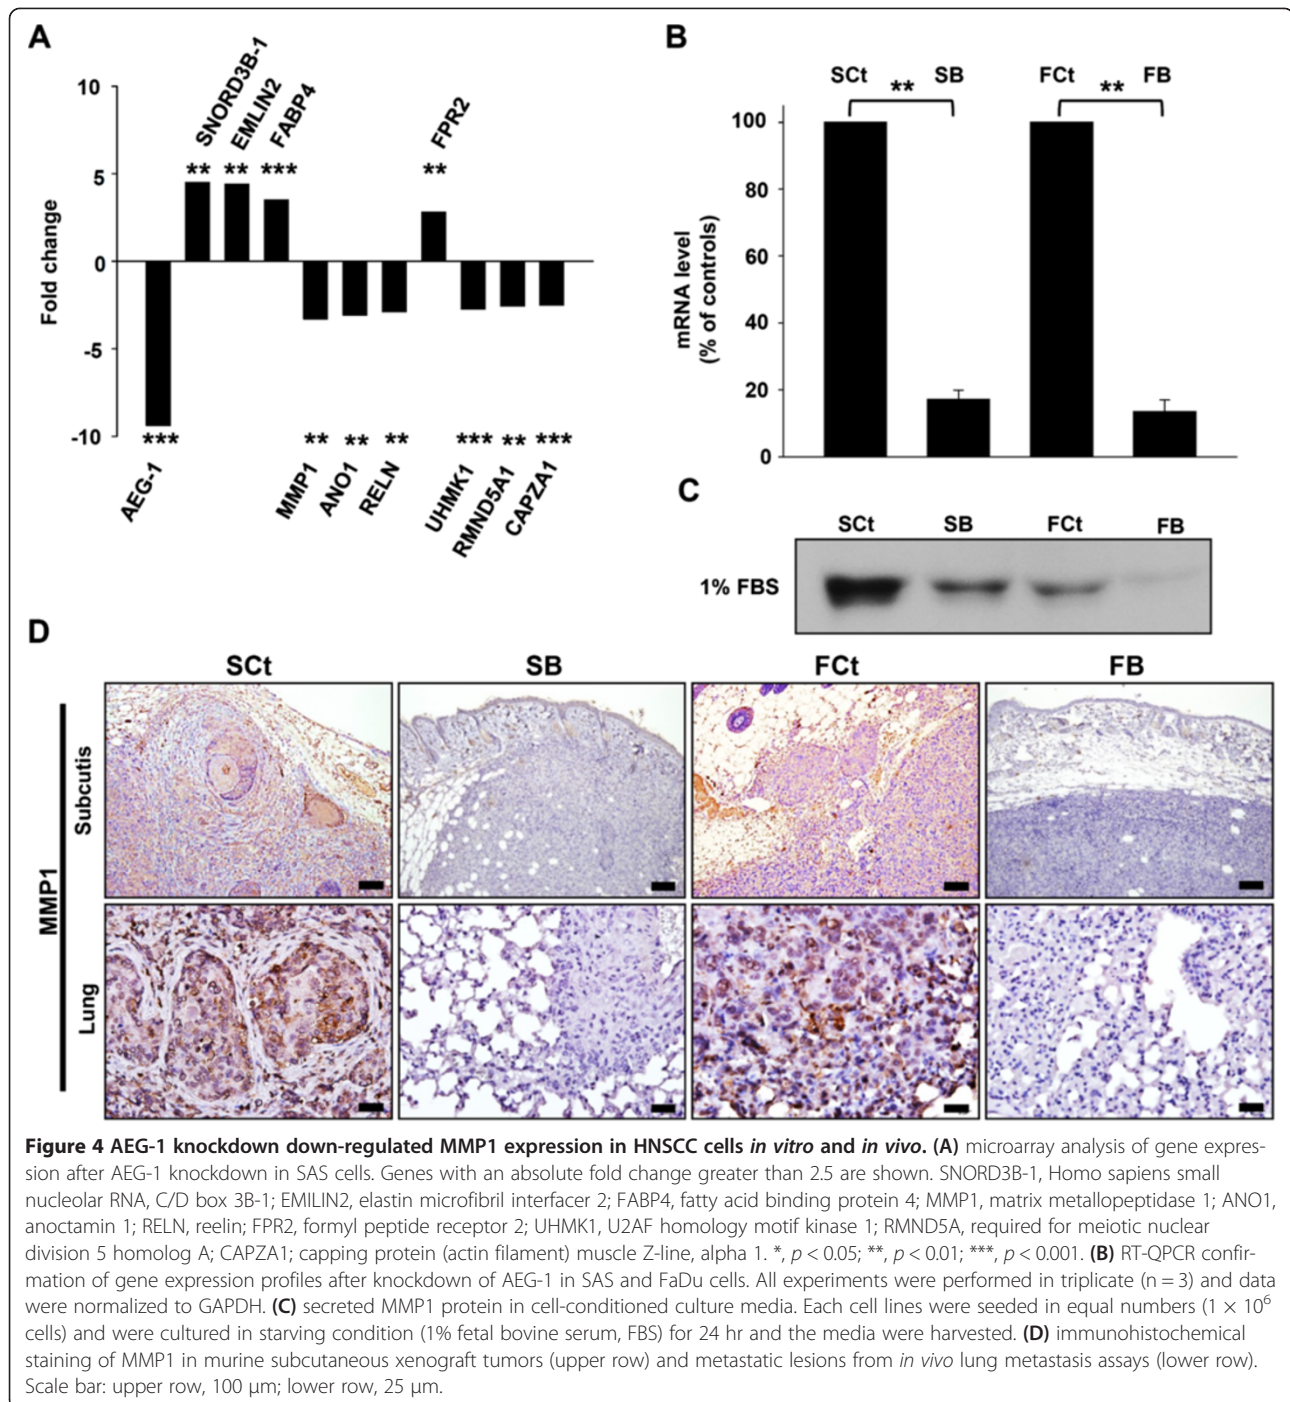 A
10
5
0
-5
-10
Fold change
SNORD3B-1
EMLIN2
FABP4
FPR2
** ** *** **
*** ** ** ** *** ** ***
AEG-1
MMP1
ANO1
RELN
UHMK1
RMND5A1
CAPZA1
B
SCt SB FCt FB
** **
100
80
60
40
20
0
mRNA level
(% of controls)
C
SCt SB FCt FB
1% FBS
D
SCt SB FCt FB
MMP1
Subcutis
Lung
Figure 4 AEG-1 knockdown down-regulated MMP1 expression in HNSCC cells in vitro and in vivo. (A) microarray analysis of gene expres-
sion after AEG-1 knockdown in SAS cells. Genes with an absolute fold change greater than 2.5 are shown. SNORD3B-1, Homo sapiens small
nucleolar RNA, C/D box 3B-1; EMILIN2, elastin microfibril interfacer 2; FABP4, fatty acid binding protein 4; MMP1, matrix metallopeptidase 1; ANO1,
anoctamin 1; RELN, reelin; FPR2, formyl peptide receptor 2; UHMK1, U2AF homology motif kinase 1; RMND5A, required for meiotic nuclear
division 5 homolog A; CAPZA1; capping protein (actin filament) muscle Z-line, alpha 1. *, p < 0.05; **, p < 0.01; ***, p < 0.001. (B) RT-QPCR confir-
mation of gene expression profiles after knockdown of AEG-1 in SAS and FaDu cells. All experiments were performed in triplicate (n = 3) and data
were normalized to GAPDH. (C) secreted MMP1 protein in cell-conditioned culture media. Each cell lines were seeded in equal numbers (1 × 10⁶
cells) and were cultured in starving condition (1% fetal bovine serum, FBS) for 24 hr and the media were harvested. (D) immunohistochemical
staining of MMP1 in murine subcutaneous xenograft tumors (upper row) and metastatic lesions from in vivo lung metastasis assays (lower row).
Scale bar: upper row, 100 μm; lower row, 25 μm.